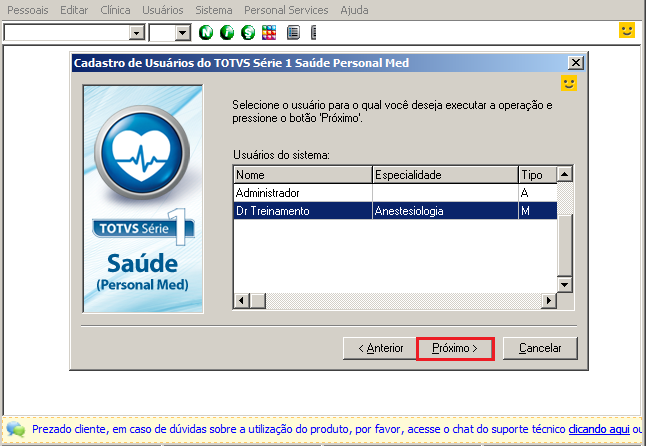 Pessoais Editar Clínica Usuários Sistema Personal Services Ajuda
Cadastro de Usuários do TOTVS Série 1 Saúde Personal Med
Selecione o usuário para o qual você deseja executar a operação e
pressione o botão 'Próximo'.
Usuários do sistema:
Nome Especialidade Tipo
Administrador A
Dr Treinamento Anestesiologia M
TOTVS Série 1
Saúde
(Personal Med)
< Anterior Próximo > Cancelar
Prezado cliente, em caso de dúvidas sobre a utilização do produto, por favor, acesse o chat do suporte técnico clicando aqui ou